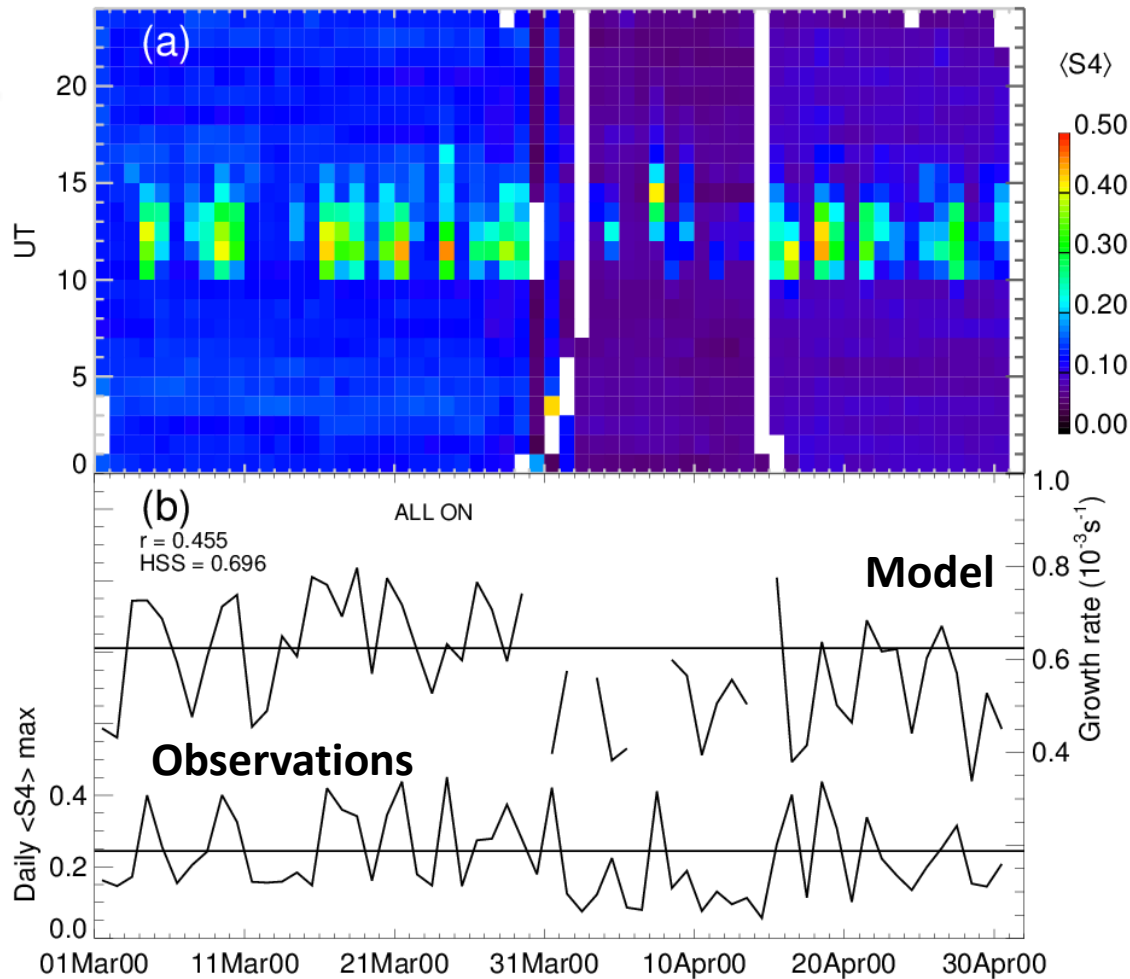 (a)
⟨S4⟩
20
15
10
5
0
UT
0.50
0.40
0.30
0.20
0.10
0.00
(b)
ALL ON
r = 0.455
HSS = 0.696
Model
Observations
1.0
0.8
0.6
0.4
Growth rate (10⁻³s⁻¹)
Daily <S4> max
0.4
0.2
0.0
01Mar00 11Mar00 21Mar00 31Mar00 10Apr00 20Apr00 30Apr00